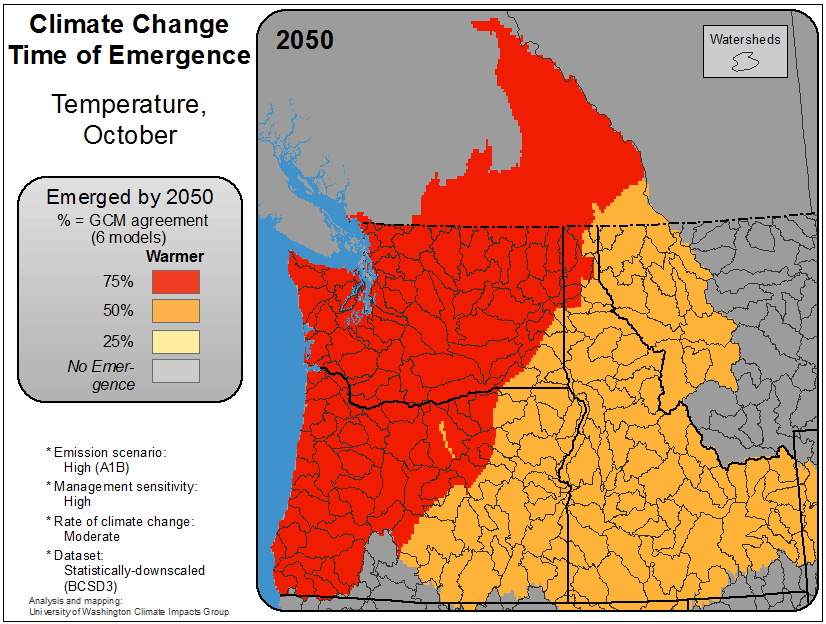 Climate Change
Time of Emergence
Temperature,
October
Emerged by 2050
% = GCM agreement
(6 models)
Warmer
75%
50%
25%
No Emer-
gence
* Emission scenario:
High (A1B)
* Management sensitivity:
High
* Rate of climate change:
Moderate
* Dataset:
Statistically-downscaled
(BCSD3)
Analysis and mapping:
University of Washington Climate Impacts Group
2050
Watersheds